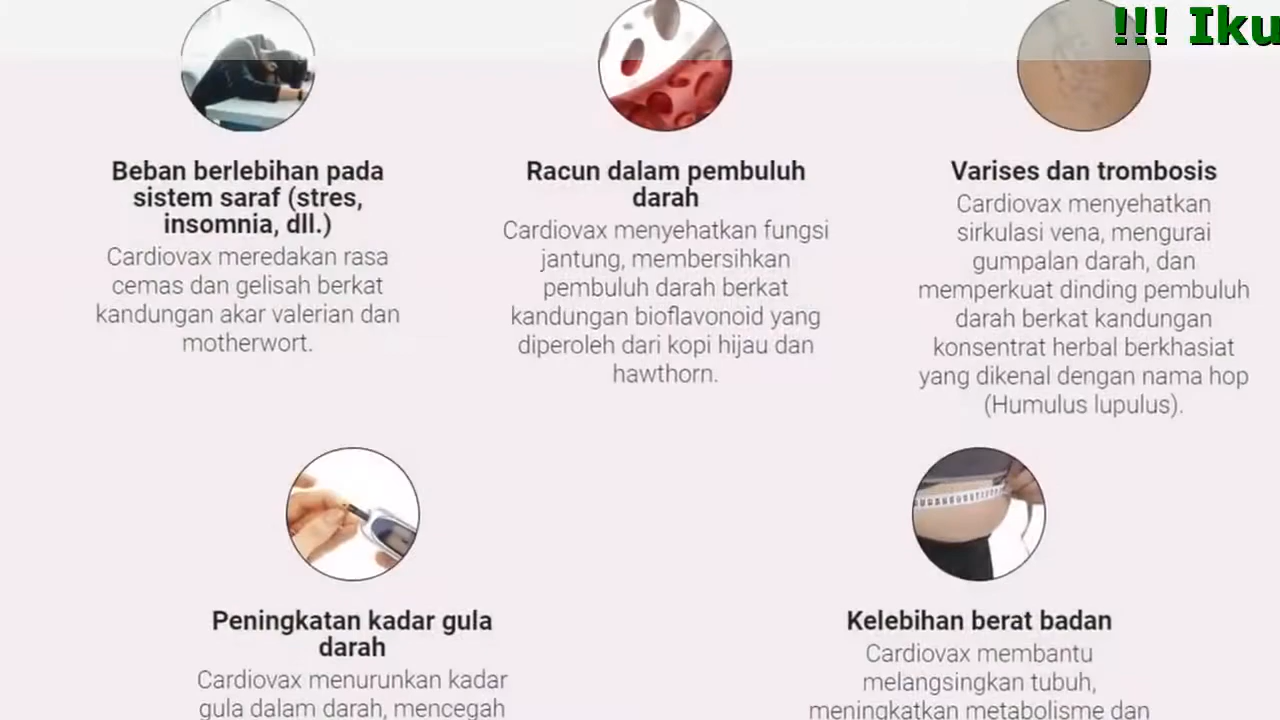 !!! Iku
Beban berlebihan pada
sistem saraf (stres,
insomnia, dll.)
Cardiovax meredakan rasa
cemas dan gelisah berkat
kandungan akar valerian dan
motherwort.
Racun dalam pembuluh
darah
Cardiovax menyehatkan fungsi
jantung, membersihkan
pembuluh darah berkat
kandungan bioflavonoid yang
diperoleh dari kopi hijau dan
hawthorn.
Varises dan trombosis
Cardiovax menyehatkan
sirkulasi vena, mengurai
gumpalan darah, dan
memperkuat dinding pembuluh
darah berkat kandungan
konsentrat herbal berkhasiat
yang dikenal dengan nama hop
(Humulus lupulus).
Peningkatan kadar gula
darah
Cardiovax menurunkan kadar
gula dalam darah, mencegah
Kelebihan berat badan
Cardiovax membantu
melangsingkan tubuh,
meningkatkan metabolisme dan